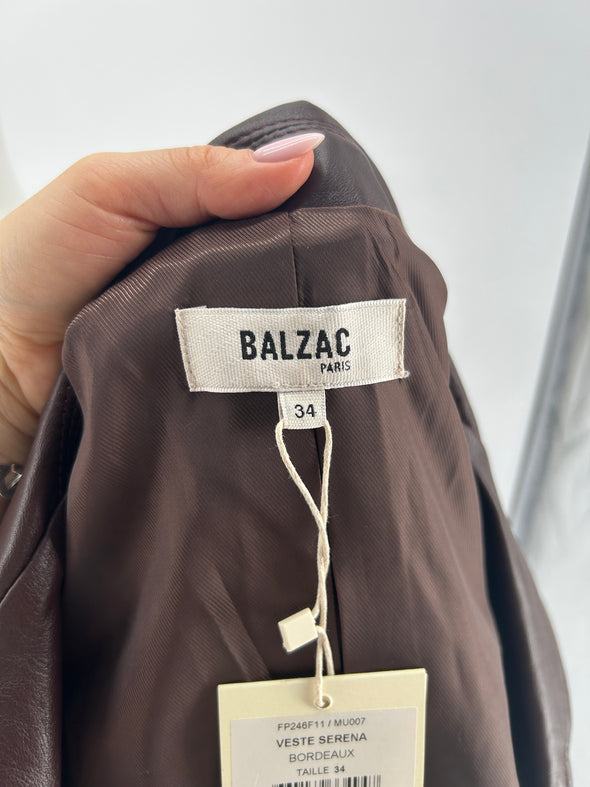 BALZAC
PARIS
34
FP246F11 / MU007
VESTE SERENA
BORDEAUX
TAILLE 34